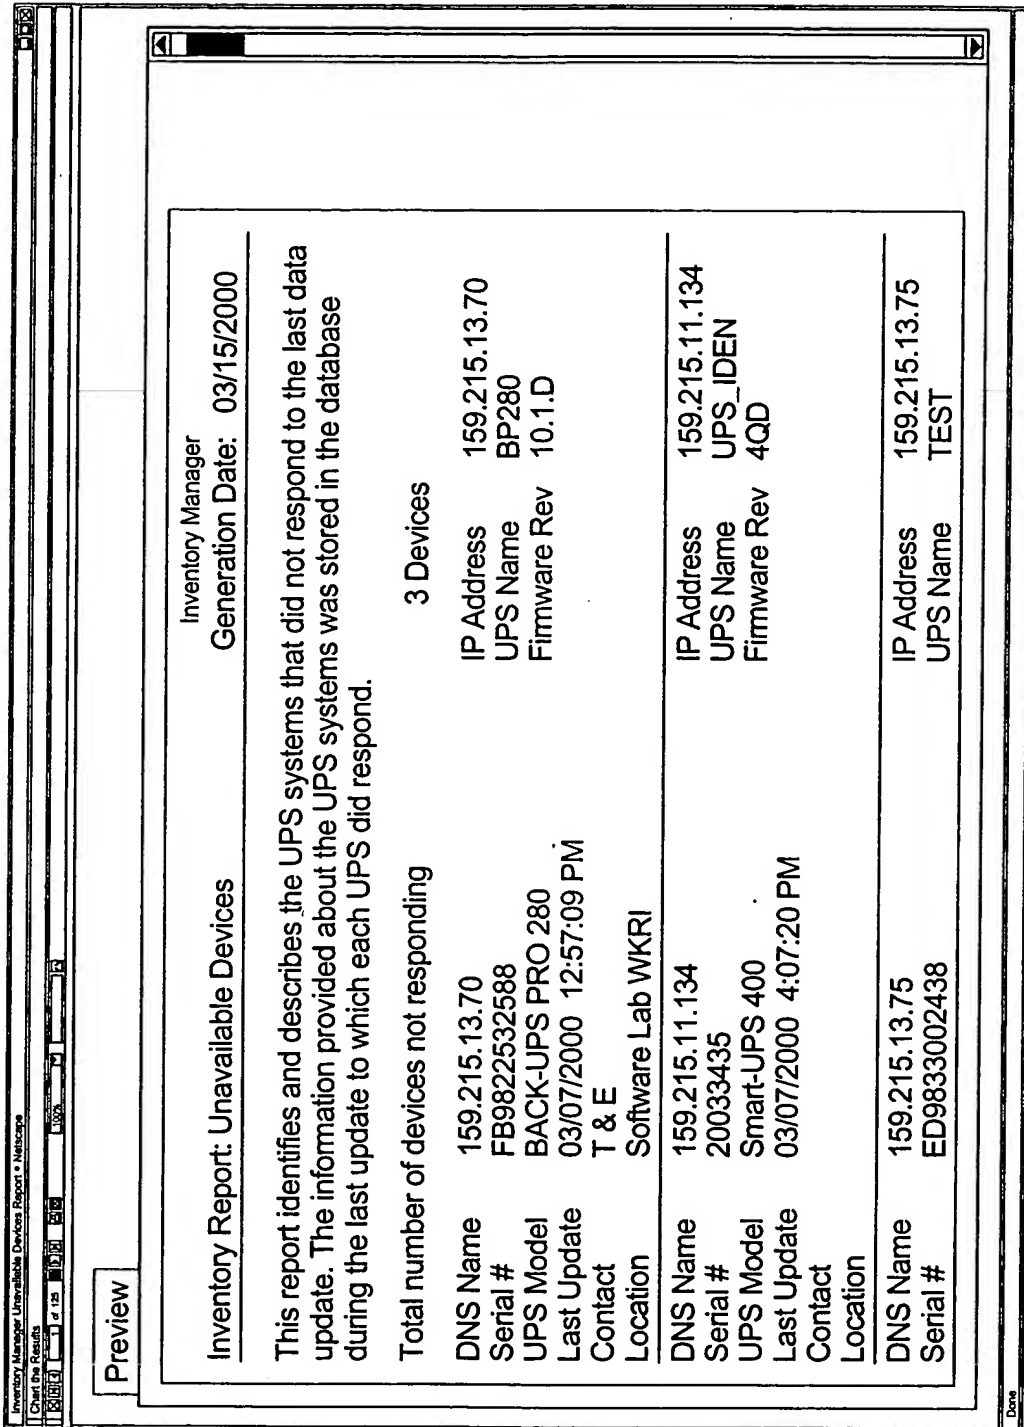 Inventory Manager Unavailable Devices Report • Netscape
Chart the Results
1 of 125 100%
Preview
Inventory Manager
Inventory Report: Unavailable Devices Generation Date: 03/15/2000
This report identifies and describes the UPS systems that did not respond to the last data
update. The information provided about the UPS systems was stored in the database
during the last update to which each UPS did respond.
Total number of devices not responding 3 Devices
DNS Name 159.215.13.70 IP Address 159.215.13.70
Serial # FB9822532588 UPS Name BP280
UPS Model BACK-UPS PRO 280 Firmware Rev 10.1.D
Last Update 03/07/2000 12:57:09 PM
Contact T & E
Location Software Lab WKRI
DNS Name 159.215.11.134 IP Address 159.215.11.134
Serial # 20033435 UPS Name UPS_IDEN
UPS Model Smart-UPS 400 Firmware Rev 4QD
Last Update 03/07/2000 4:07:20 PM
Contact
Location
DNS Name 159.215.13.75 IP Address 159.215.13.75
Serial # ED9833002438 UPS Name TEST
Done